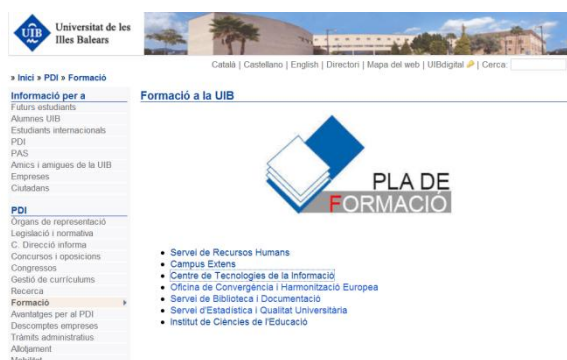 UIB
Universitat de les
Illes Balears
Català | Castellano | English | Directori | Mapa del web | UIBdigital | Cerca:
» Inici » PDI » Formació
Informació per a
Futurs estudiants
Alumnes UIB
Estudiants internacionals
PDI
PAS
Amics i amigues de la UIB
Empreses
Ciutadans
PDI
Òrgans de representació
Legislació i normativa
C. Direcció informa
Concursos i oposicions
Congressos
Gestió de currículums
Recerca
Formació
Avantatges per al PDI
Descomptes empreses
Tràmits administratius
Allotjament
Mobilitat
Formació a la UIB
PLA DE
FORMACIÓ
Servei de Recursos Humans
Campus Extens
Centre de Tecnologies de la Informació
Oficina de Convergència i Harmonització Europea
Servei de Biblioteca i Documentació
Servei d'Estadística i Qualitat Universitària
Institut de Ciències de l'Educació